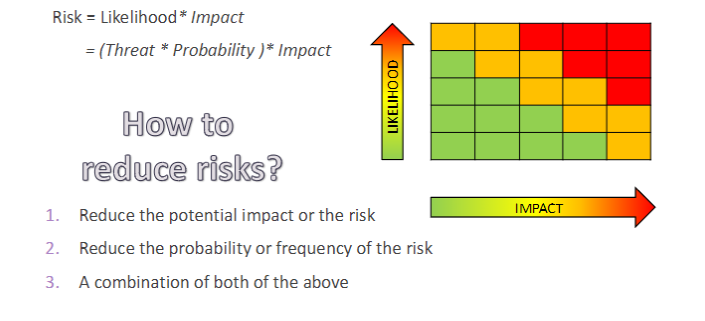 Risk = Likelihood* Impact
= (Threat * Probability )* Impact
How to
reduce risks?
1. Reduce the potential impact or the risk
2. Reduce the probability or frequency of the risk
3. A combination of both of the above
LIKELIHOOD
IMPACT